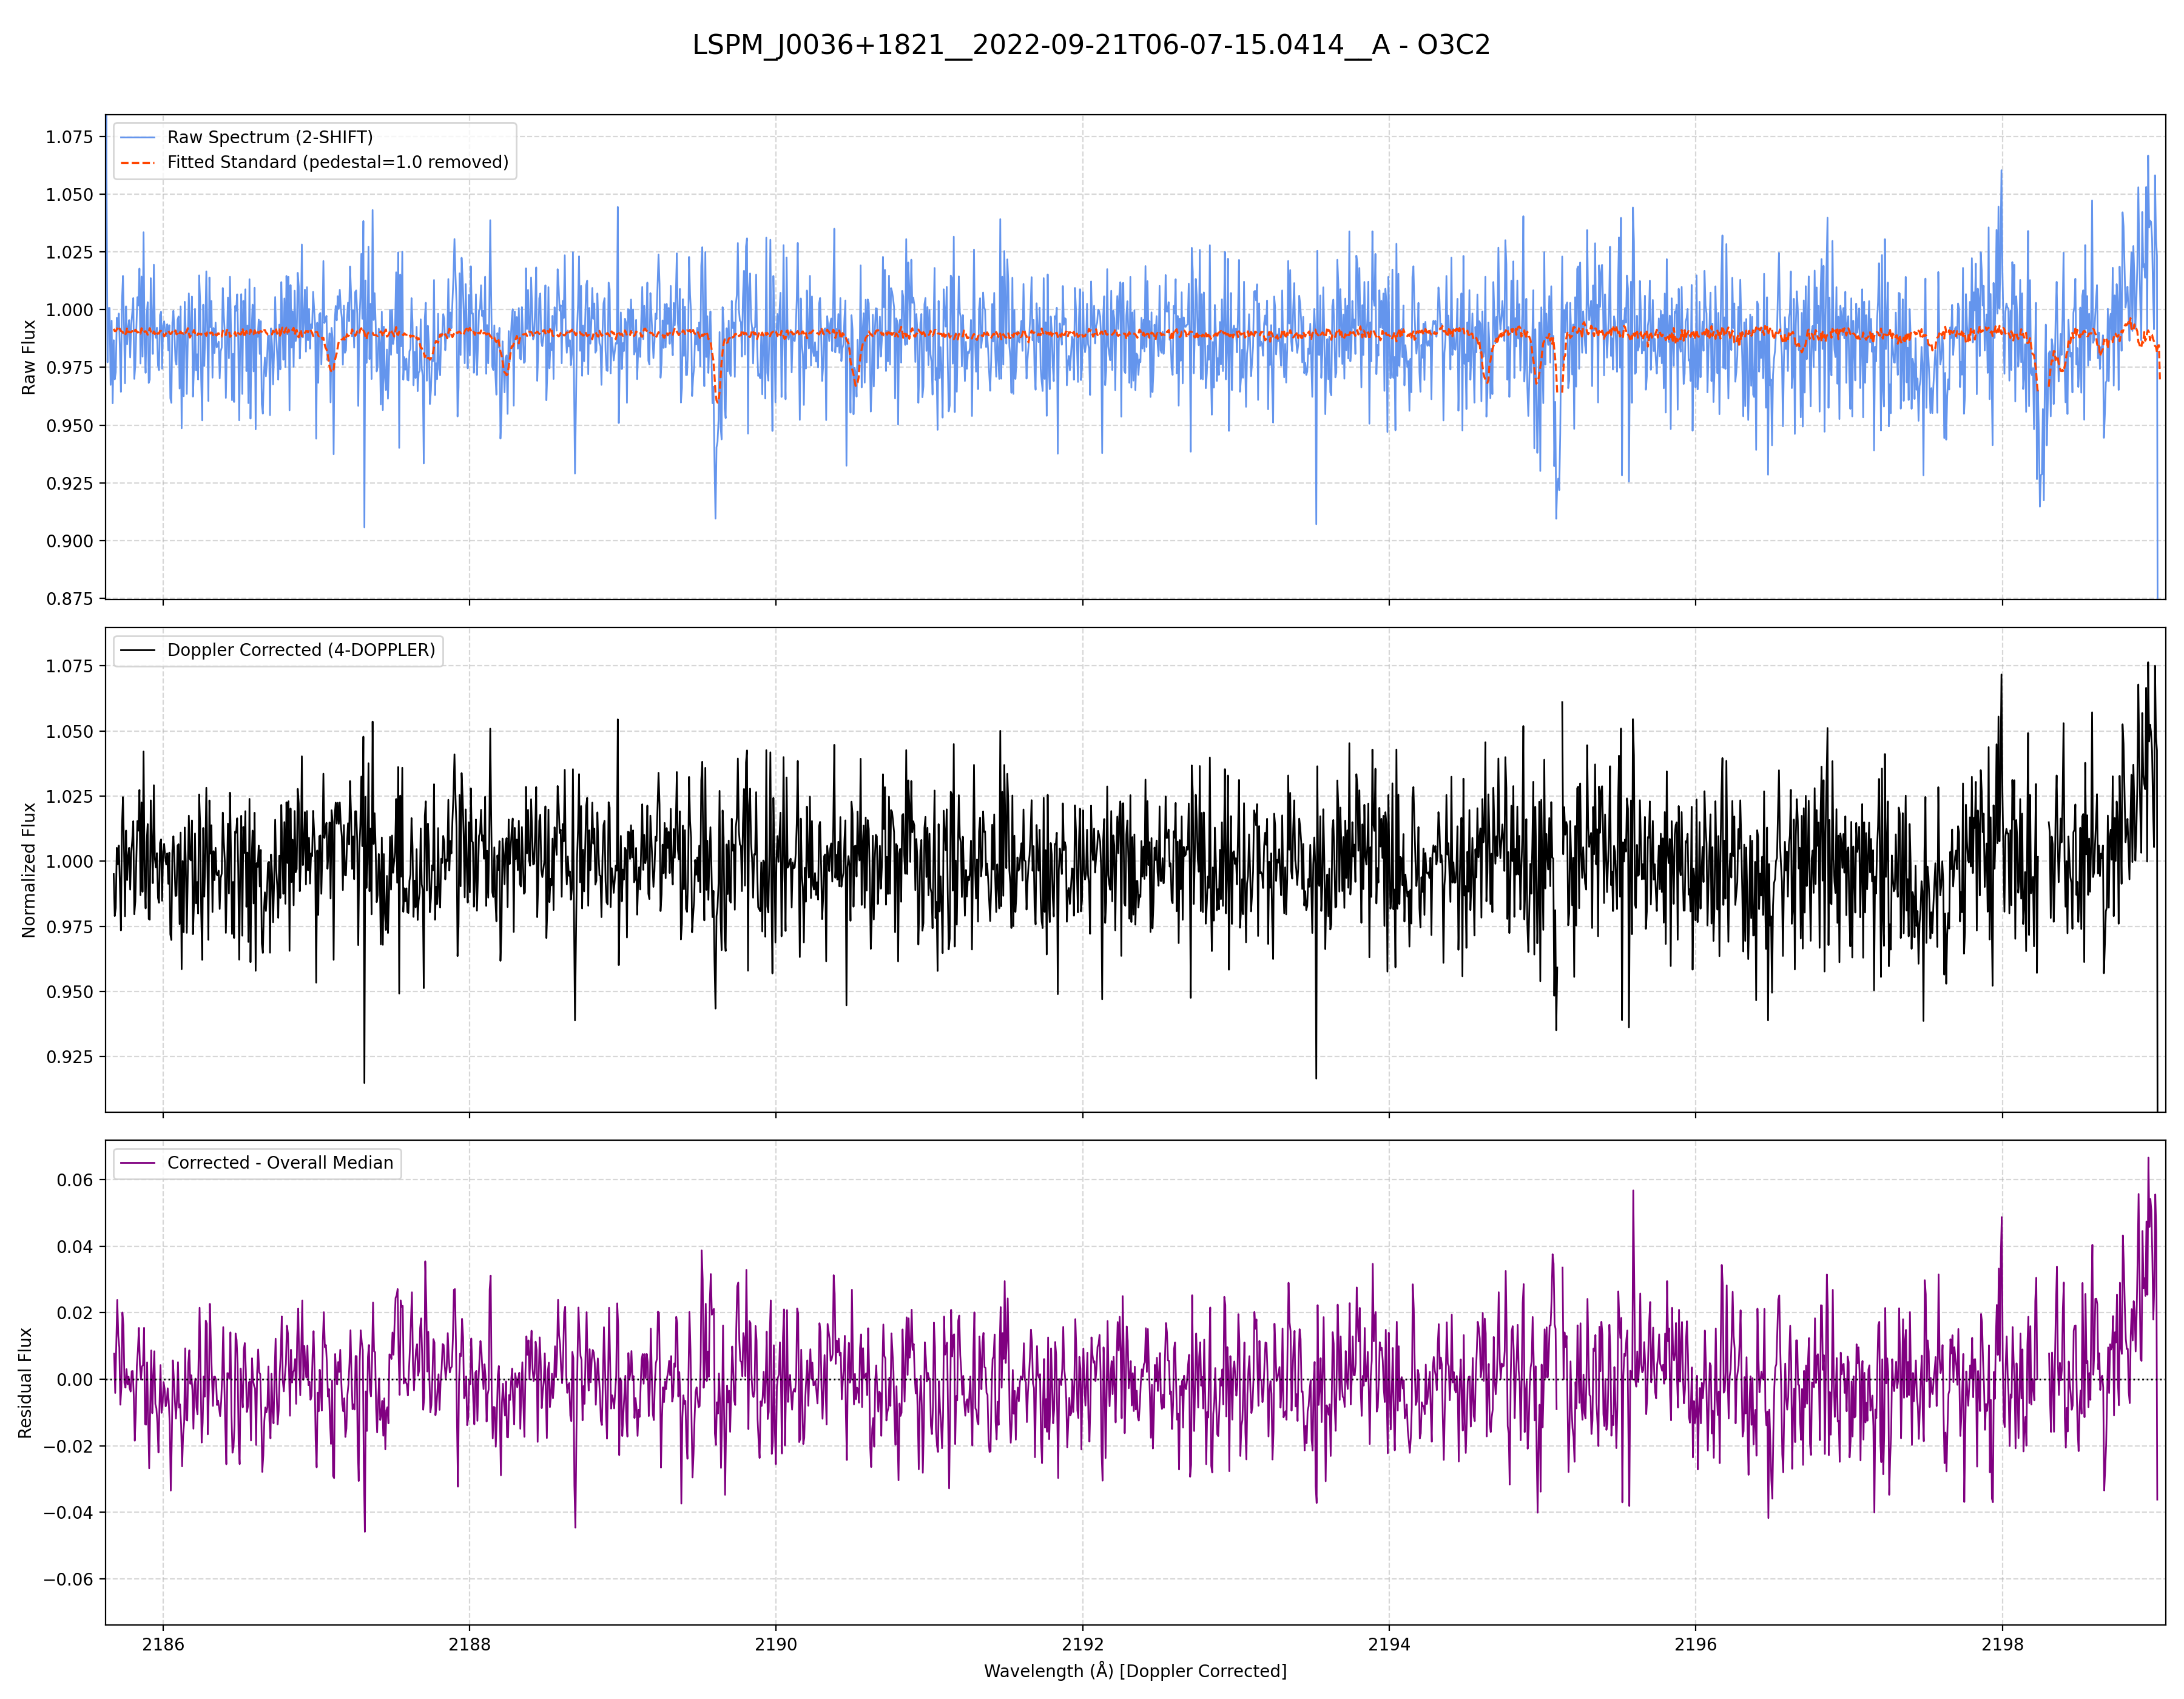 LSPM_J0036+1821__2022-09-21T06-07-15.0414__A - O3C2
Raw Spectrum (2-SHIFT)
Fitted Standard (pedestal=1.0 removed)
1.075
1.050
1.025
1.000
0.975
0.950
0.925
0.900
0.875
Raw Flux
Doppler Corrected (4-DOPPLER)
1.075
1.050
1.025
1.000
0.975
0.950
0.925
Normalized Flux
Corrected - Overall Median
0.06
0.04
0.02
0.00
−0.02
−0.04
−0.06
Residual Flux
2186 2188 2190 2192 2194 2196 2198
Wavelength (Å) [Doppler Corrected]